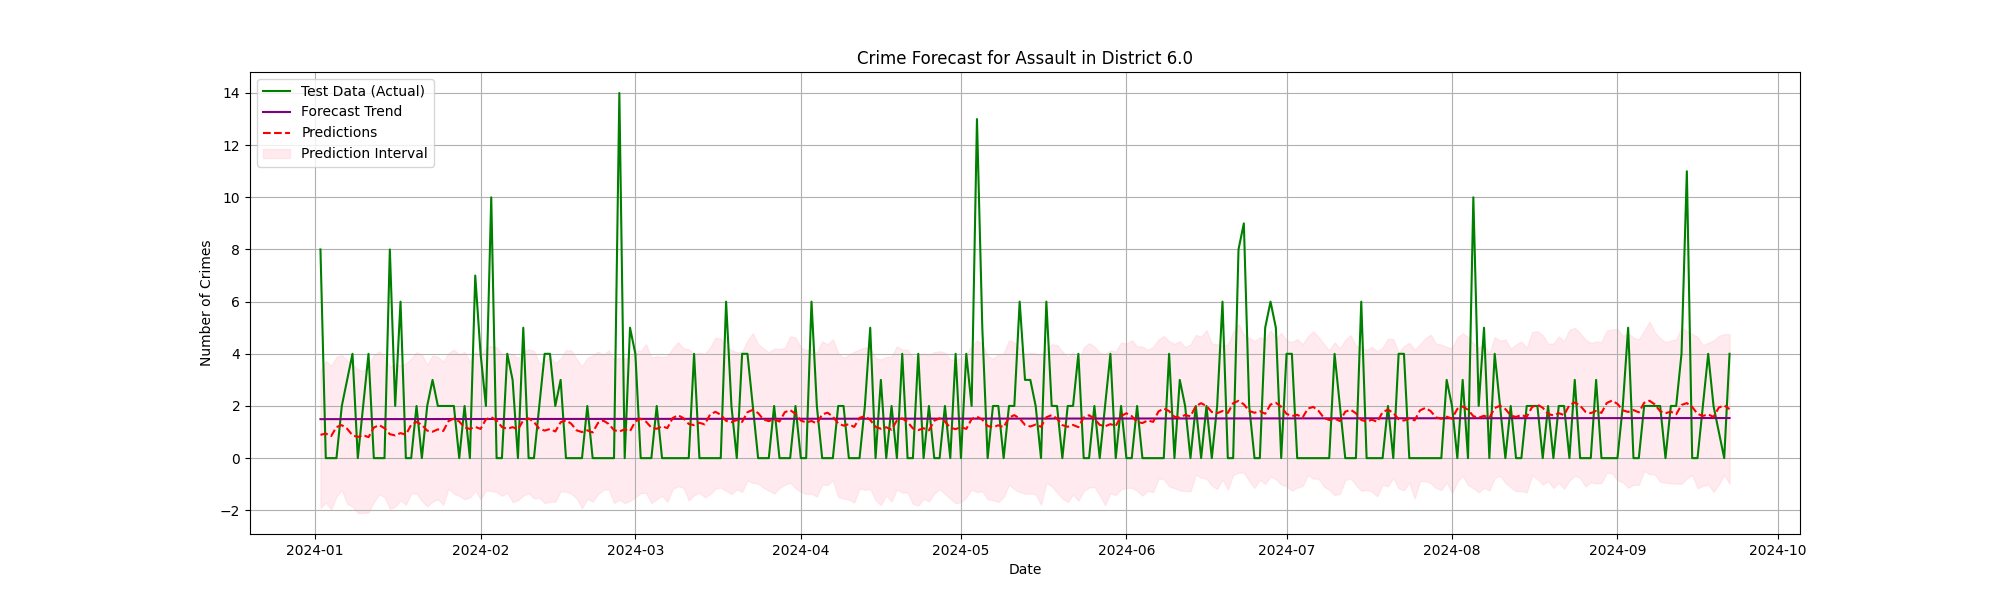 Crime Forecast for Assault in District 6.0
Test Data (Actual)
Forecast Trend
Predictions
Prediction Interval
Number of Crimes
14
12
10
8
6
4
2
0
−2
2024-01
2024-02
2024-03
2024-04
2024-05
2024-06
2024-07
2024-08
2024-09
2024-10
Date